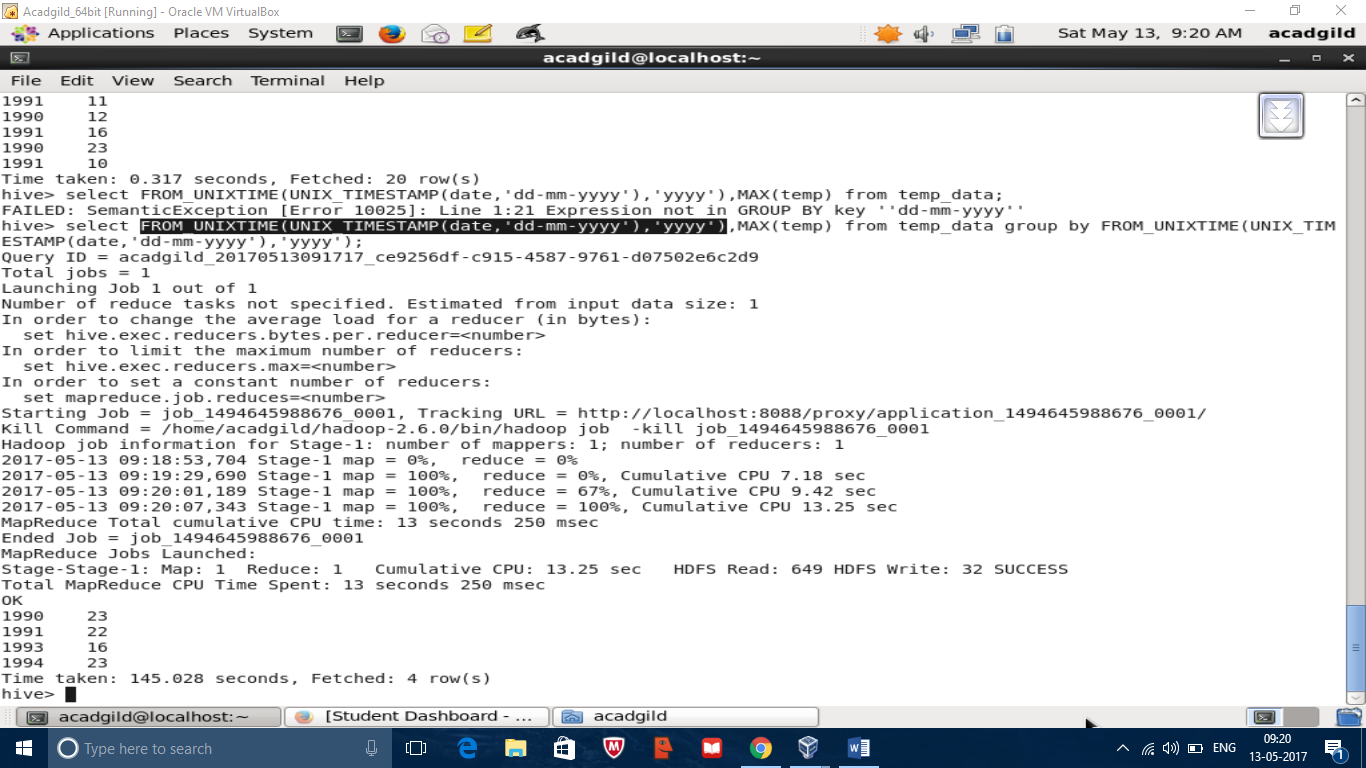 Acadgild_64bit [Running] - Oracle VM VirtualBox
Applications Places System Sat May 13, 9:20 AM acadgild
acadgild@localhost:~
File Edit View Search Terminal Help
1991 11
1990 12
1991 16
1990 23
1991 10
Time taken: 0.317 seconds, Fetched: 20 row(s)
hive> select FROM_UNIXTIME(UNIX_TIMESTAMP(date,'dd-mm-yyyy'),'yyyy'),MAX(temp) from temp_data;
FAILED: SemanticException [Error 10025]: Line 1:21 Expression not in GROUP BY key ''dd-mm-yyyy''
hive> select FROM_UNIXTIME(UNIX_TIMESTAMP(date,'dd-mm-yyyy'),'yyyy'),MAX(temp) from temp_data group by FROM_UNIXTIME(UNIX_TIM
ESTAMP(date,'dd-mm-yyyy'),'yyyy');
Query ID = acadgild_20170513091717_ce9256df-c915-4587-9761-d07502e6c2d9
Total jobs = 1
Launching Job 1 out of 1
Number of reduce tasks not specified. Estimated from input data size: 1
In order to change the average load for a reducer (in bytes):
  set hive.exec.reducers.bytes.per.reducer=<number>
In order to limit the maximum number of reducers:
  set hive.exec.reducers.max=<number>
In order to set a constant number of reducers:
  set mapreduce.job.reduces=<number>
Starting Job = job_1494645988676_0001, Tracking URL = http://localhost:8088/proxy/application_1494645988676_0001/
Kill Command = /home/acadgild/hadoop-2.6.0/bin/hadoop job  -kill job_1494645988676_0001
Hadoop job information for Stage-1: number of mappers: 1; number of reducers: 1
2017-05-13 09:18:53,704 Stage-1 map = 0%,  reduce = 0%
2017-05-13 09:19:29,690 Stage-1 map = 100%,  reduce = 0%, Cumulative CPU 7.18 sec
2017-05-13 09:20:01,189 Stage-1 map = 100%,  reduce = 67%, Cumulative CPU 9.42 sec
2017-05-13 09:20:07,343 Stage-1 map = 100%,  reduce = 100%, Cumulative CPU 13.25 sec
MapReduce Total cumulative CPU time: 13 seconds 250 msec
Ended Job = job_1494645988676_0001
MapReduce Jobs Launched:
Stage-Stage-1: Map: 1  Reduce: 1   Cumulative CPU: 13.25 sec   HDFS Read: 649 HDFS Write: 32 SUCCESS
Total MapReduce CPU Time Spent: 13 seconds 250 msec
OK
1990 23
1991 22
1993 16
1994 23
Time taken: 145.028 seconds, Fetched: 4 row(s)
hive>
acadgild@localhost:~ [Student Dashboard - ... acadgild
Type here to search ENG 09:20
13-05-2017 1